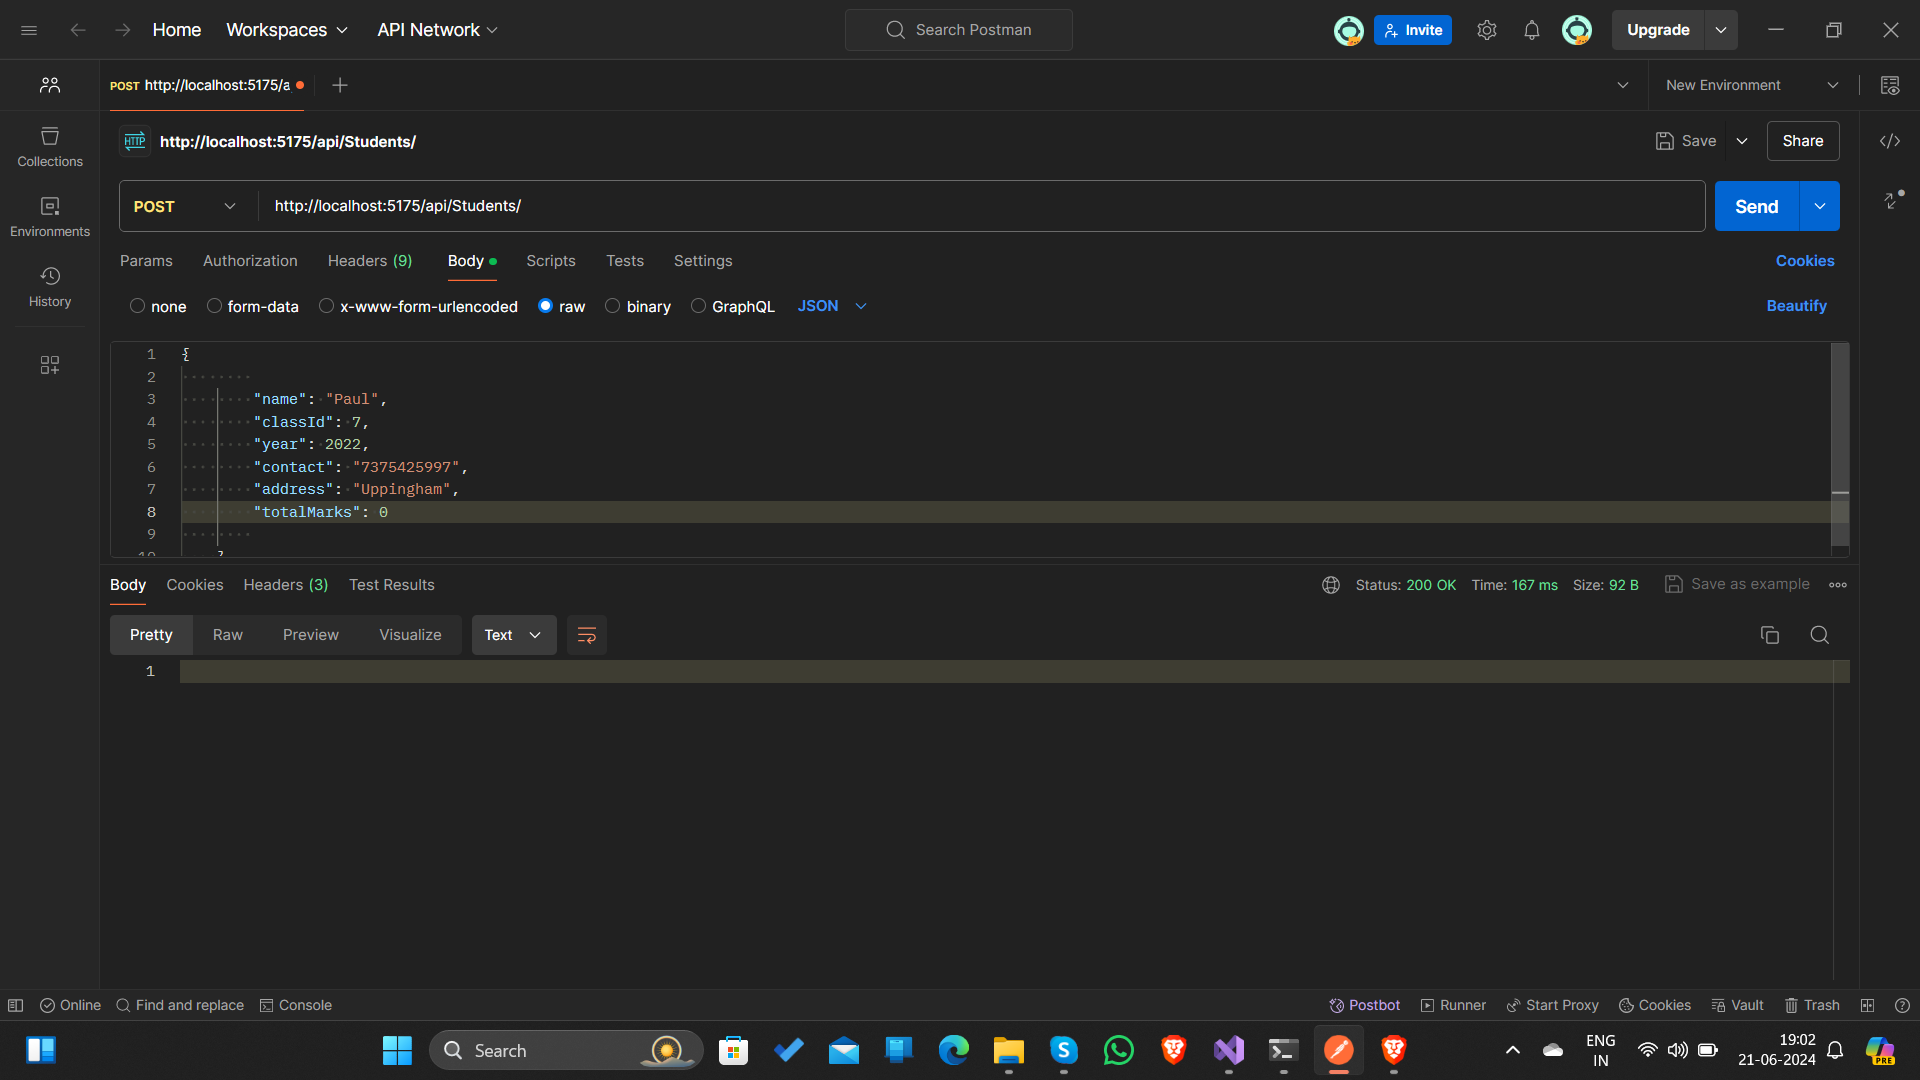 Home Workspaces API Network Search Postman Invite Upgrade
POST http://localhost:5175/a New Environment
HTTP http://localhost:5175/api/Students/ Save Share
Collections
POST http://localhost:5175/api/Students/ Send
Environments
Params Authorization Headers (9) Body Scripts Tests Settings Cookies
History
none form-data x-www-form-urlencoded raw binary GraphQL JSON Beautify
1 {
2
3 "name": "Paul",
4 "classId": 7,
5 "year": 2022,
6 "contact": "7375425997",
7 "address": "Uppingham",
8 "totalMarks": 0
9
Body Cookies Headers (3) Test Results Status: 200 OK Time: 167 ms Size: 92 B Save as example
Pretty Raw Preview Visualize Text
1
Online Find and replace Console Postbot Runner Start Proxy Cookies Vault Trash
Search ENG 19:02
IN 21-06-2024 PRE